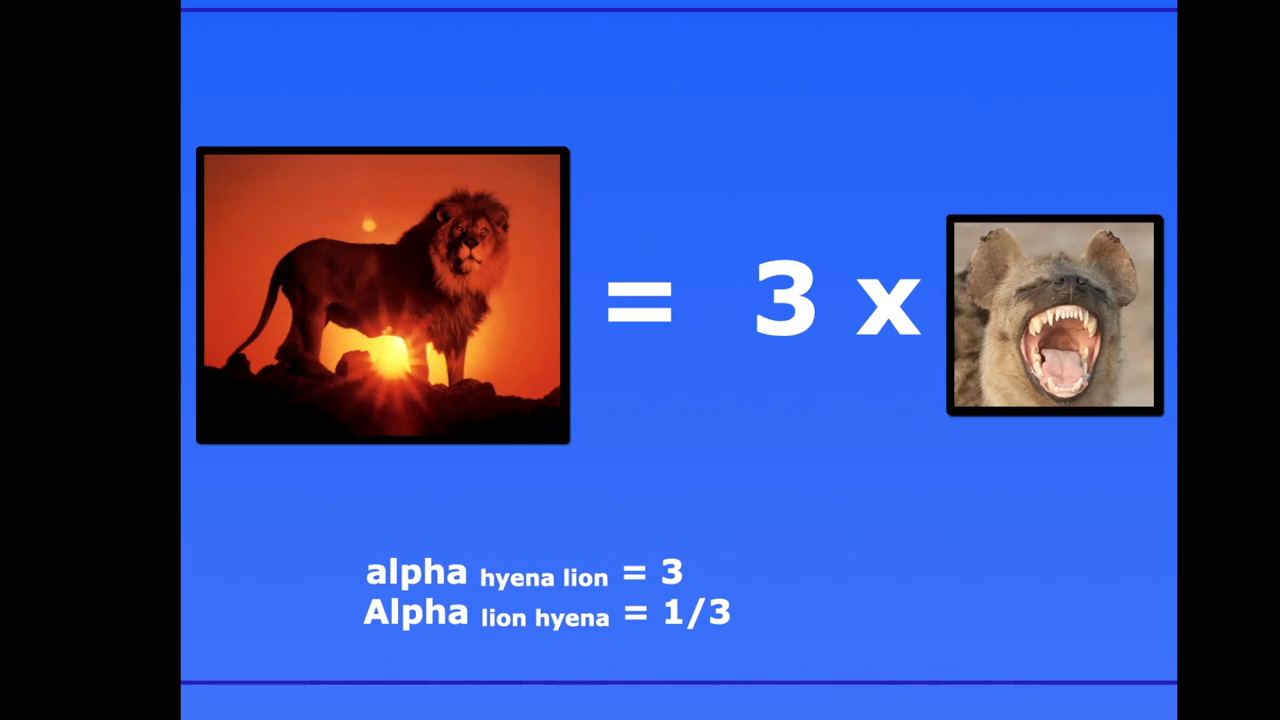 = 3 x
alpha hyena lion = 3
Alpha lion hyena = 1/3